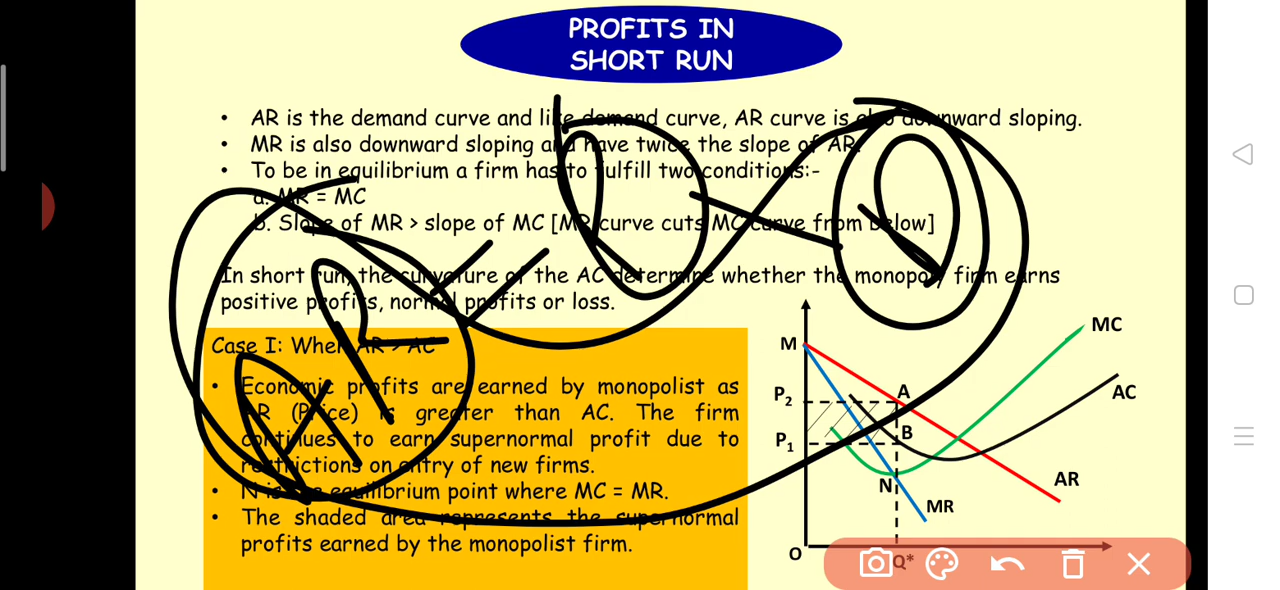 PROFITS IN
SHORT RUN
• AR is the demand curve and like demand curve, AR curve is also downward sloping.
• MR is also downward sloping and have twice the slope of AR.
• To be in equilibrium a firm has to fulfill two conditions:-
a. MR = MC
b. Slope of MR > slope of MC [MR curve cuts MC curve from below]
In short run, the curvature of the AC determine whether the monopoly firm earns
positive profits, normal profits or loss.
Case I: When AR > AC
• Economic profits are earned by monopolist as
AR (Price) is greater than AC. The firm
continues to earn supernormal profit due to
restrictions on entry of new firms.
• N is the equilibrium point where MC = MR.
• The shaded area represents the supernormal
profits earned by the monopolist firm.
MC
M
P2
A
AC
P1
B
AR
N
MR
O
Q*